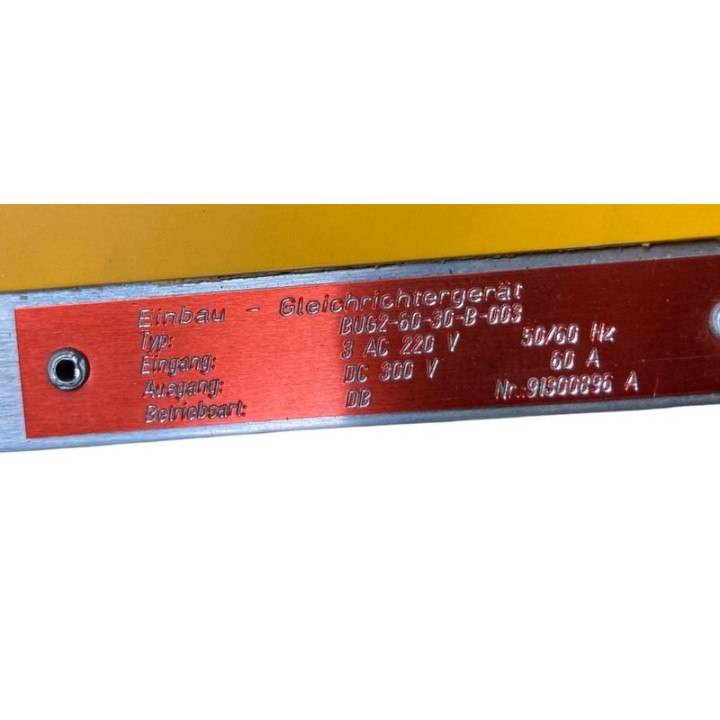 Einbau - Gleichrichtergerät
Typ: BUG2-60-30-B-003
Eingang: 3 AC 220 V 50/60 Hz
Ausgang: DC 300 V 60 A
Betriebsart: DB Nr. 91300896 A